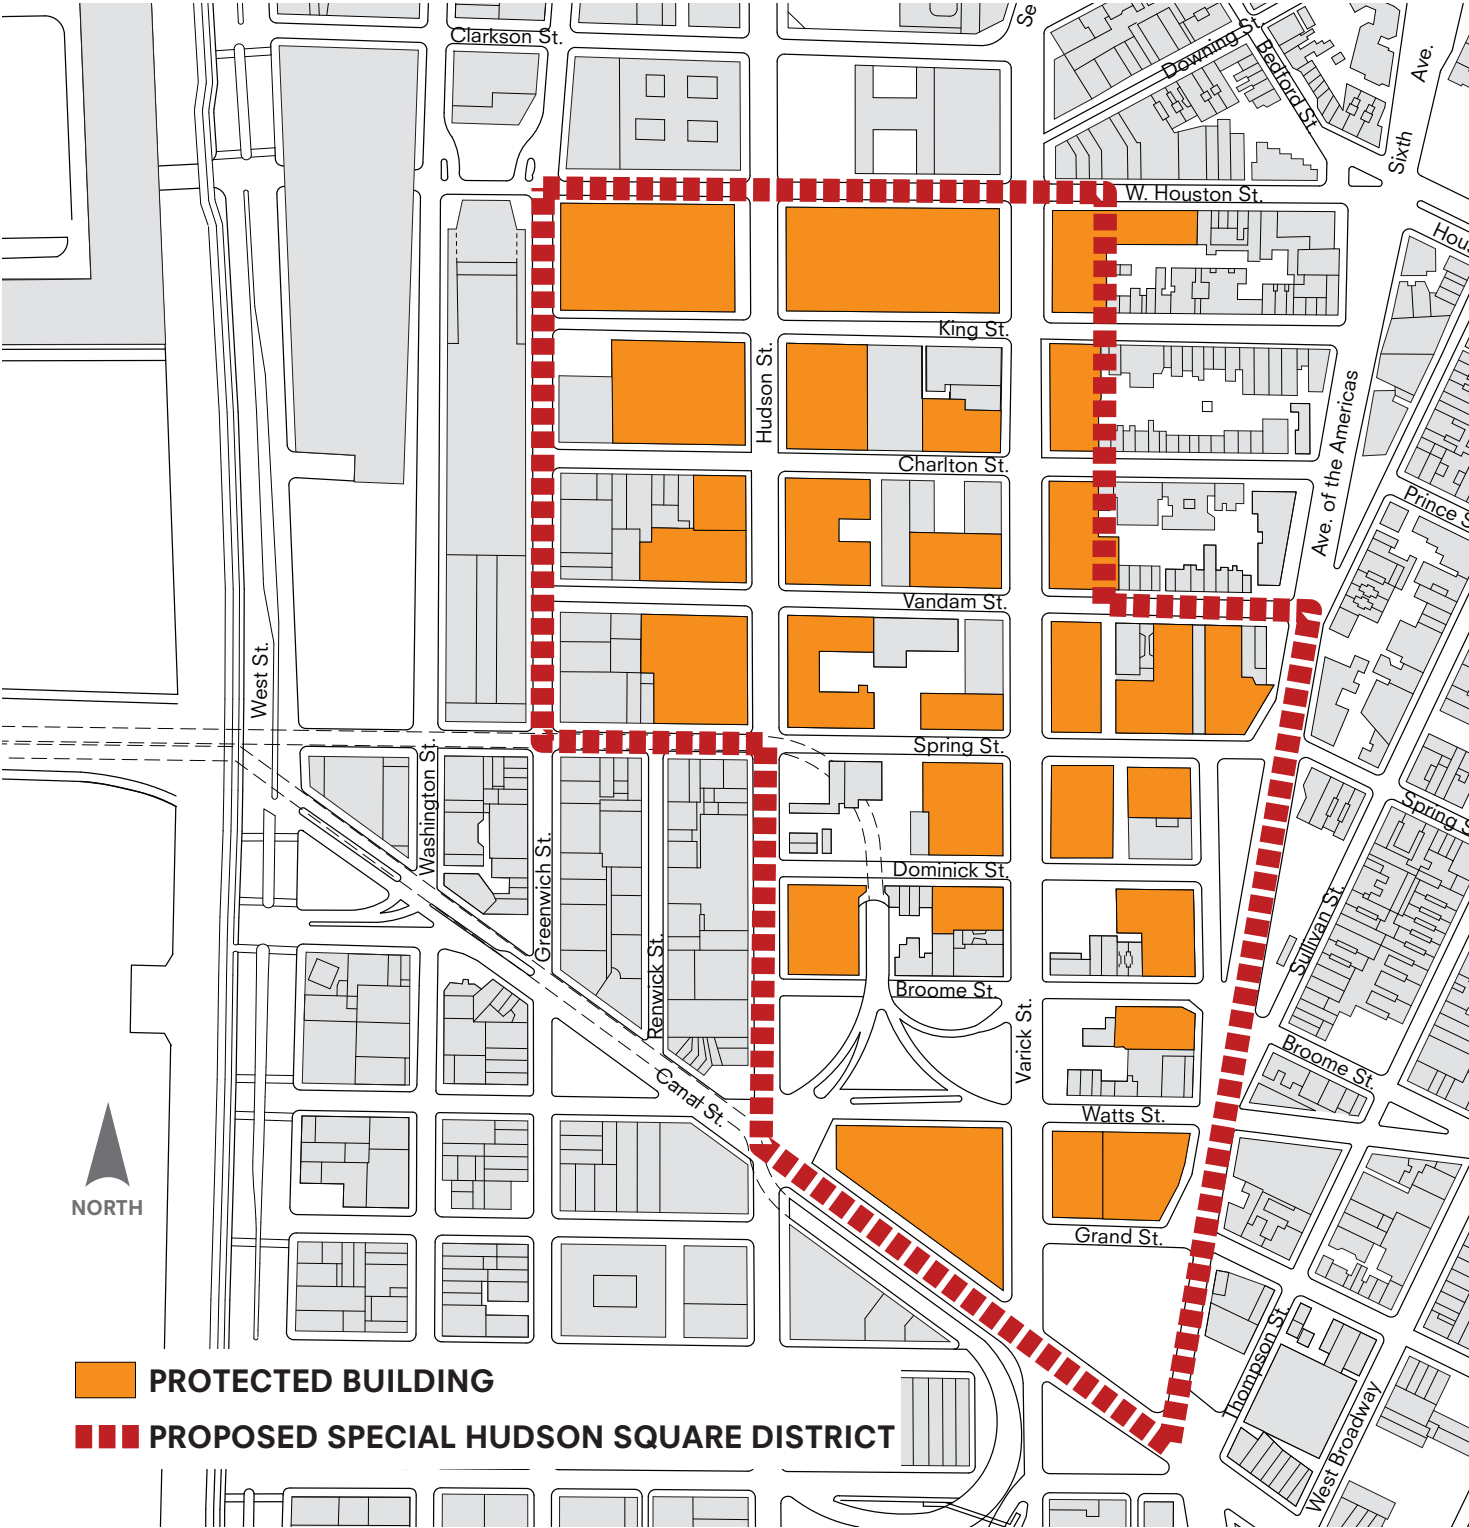 Clarkson St.
Se
Downing St.
Bedford St.
Ave.
Sixth
W. Houston St.
Hou
King St.
Hudson St.
Charlton St.
Ave. of the Americas
Prince S
Vandam St.
West St.
Spring St.
Washington St.
Greenwich St.
Renwick St.
Spring S
Dominick St.
Sullivan St.
Broome St.
Varick St.
Broome St.
Canal St.
Watts St.
NORTH
Grand St.
Thompson St.
West Broadway
PROTECTED BUILDING
PROPOSED SPECIAL HUDSON SQUARE DISTRICT